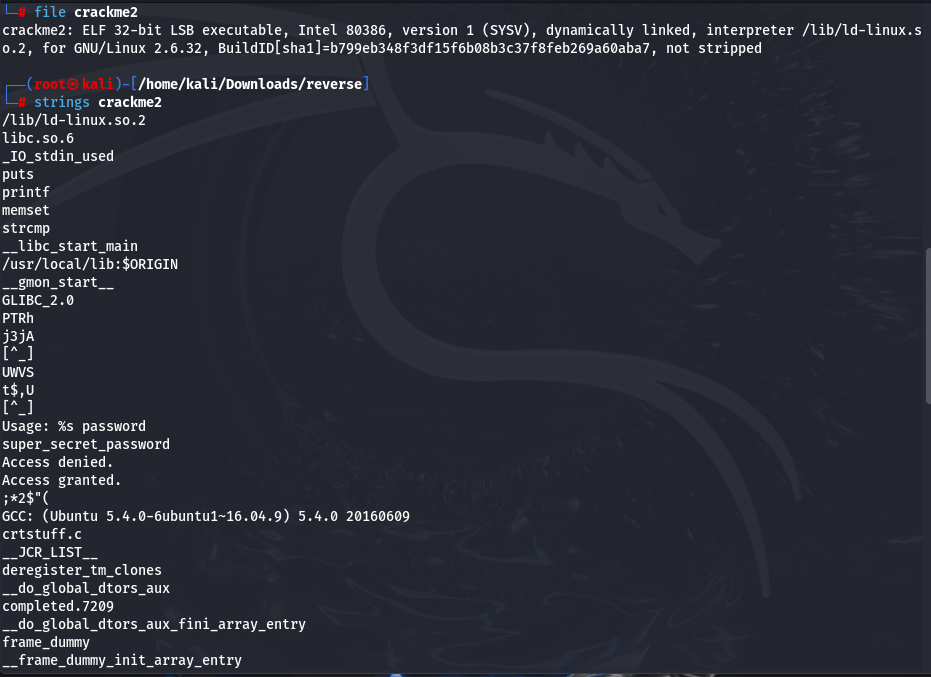 └─# file crackme2
crackme2: ELF 32-bit LSB executable, Intel 80386, version 1 (SYSV), dynamically linked, interpreter /lib/ld-linux.s
o.2, for GNU/Linux 2.6.32, BuildID[sha1]=b799eb348f3df15f6b08b3c37f8feb269a60aba7, not stripped
┌──(root㉿kali)-[/home/kali/Downloads/reverse]
└─# strings crackme2
/lib/ld-linux.so.2
libc.so.6
_IO_stdin_used
puts
printf
memset
strcmp
__libc_start_main
/usr/local/lib:$ORIGIN
__gmon_start__
GLIBC_2.0
PTRh
j3jA
[^_]
UWVS
t$,U
[^_]
Usage: %s password
super_secret_password
Access denied.
Access granted.
;*2$"(
GCC: (Ubuntu 5.4.0-6ubuntu1~16.04.9) 5.4.0 20160609
crtstuff.c
__JCR_LIST__
deregister_tm_clones
__do_global_dtors_aux
completed.7209
__do_global_dtors_aux_fini_array_entry
frame_dummy
__frame_dummy_init_array_entry